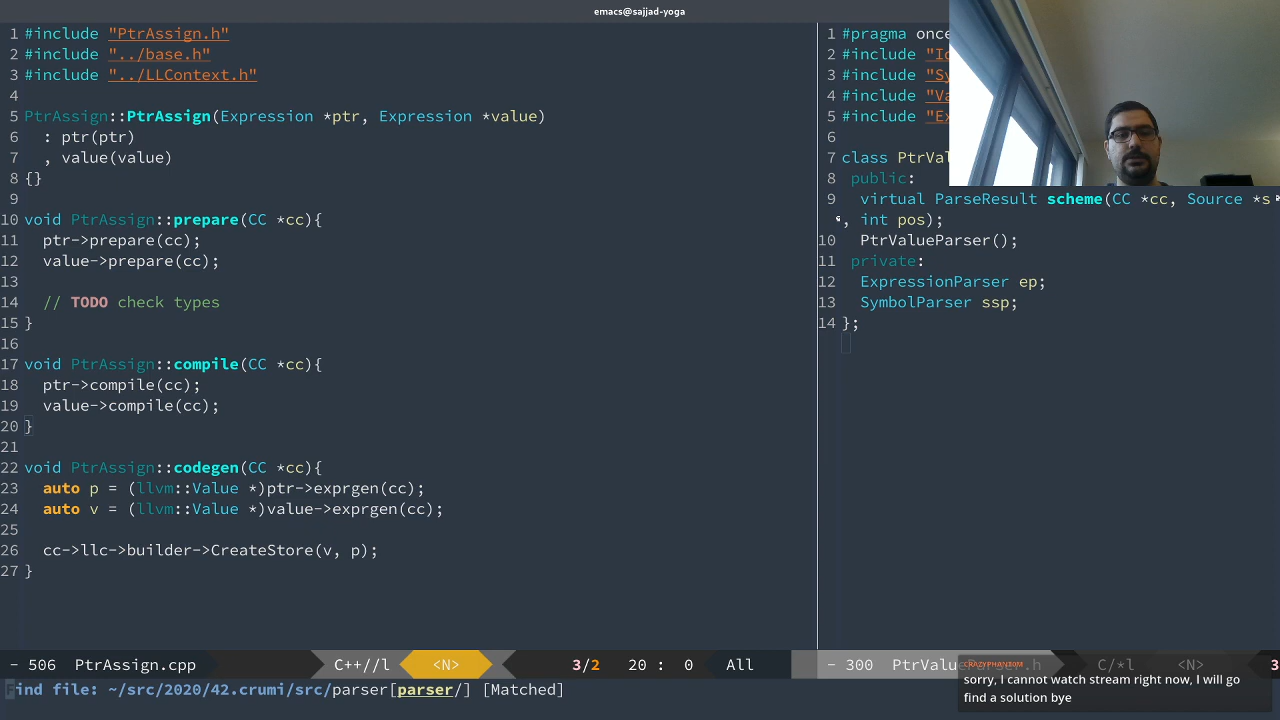 emacs@sajjad-yoga
1 #include "PtrAssign.h"
2 #include "../base.h"
3 #include "../LLContext.h"
4
5 PtrAssign::PtrAssign(Expression *ptr, Expression *value)
6 : ptr(ptr)
7 , value(value)
8 {}
9
10 void PtrAssign::prepare(CC *cc){
11 ptr->prepare(cc);
12 value->prepare(cc);
13
14 // TODO check types
15 }
16
17 void PtrAssign::compile(CC *cc){
18 ptr->compile(cc);
19 value->compile(cc);
20 }
21
22 void PtrAssign::codegen(CC *cc){
23 auto p = (llvm::Value *)ptr->exprgen(cc);
24 auto v = (llvm::Value *)value->exprgen(cc);
25
26 cc->llc->builder->CreateStore(v, p);
27 }
1 #pragma once
2 #include
3 #include
4 #include
5 #include
6
7 class
8 public:
9 virtual ParseResult scheme(CC *cc, Source *s
, int pos);
10 PtrValueParser();
11 private:
12 ExpressionParser ep;
13 SymbolParser ssp;
14 };
- 506 PtrAssign.cpp C++//l <N> 3/2 20 : 0 All
- 300 PtrValueParser.h C/*l <N> 3
Find file: ~/src/2020/42.crumi/src/parser[parser/] [Matched]
CRAZYPHANTOM
sorry, I cannot watch stream right now, I will go
find a solution bye